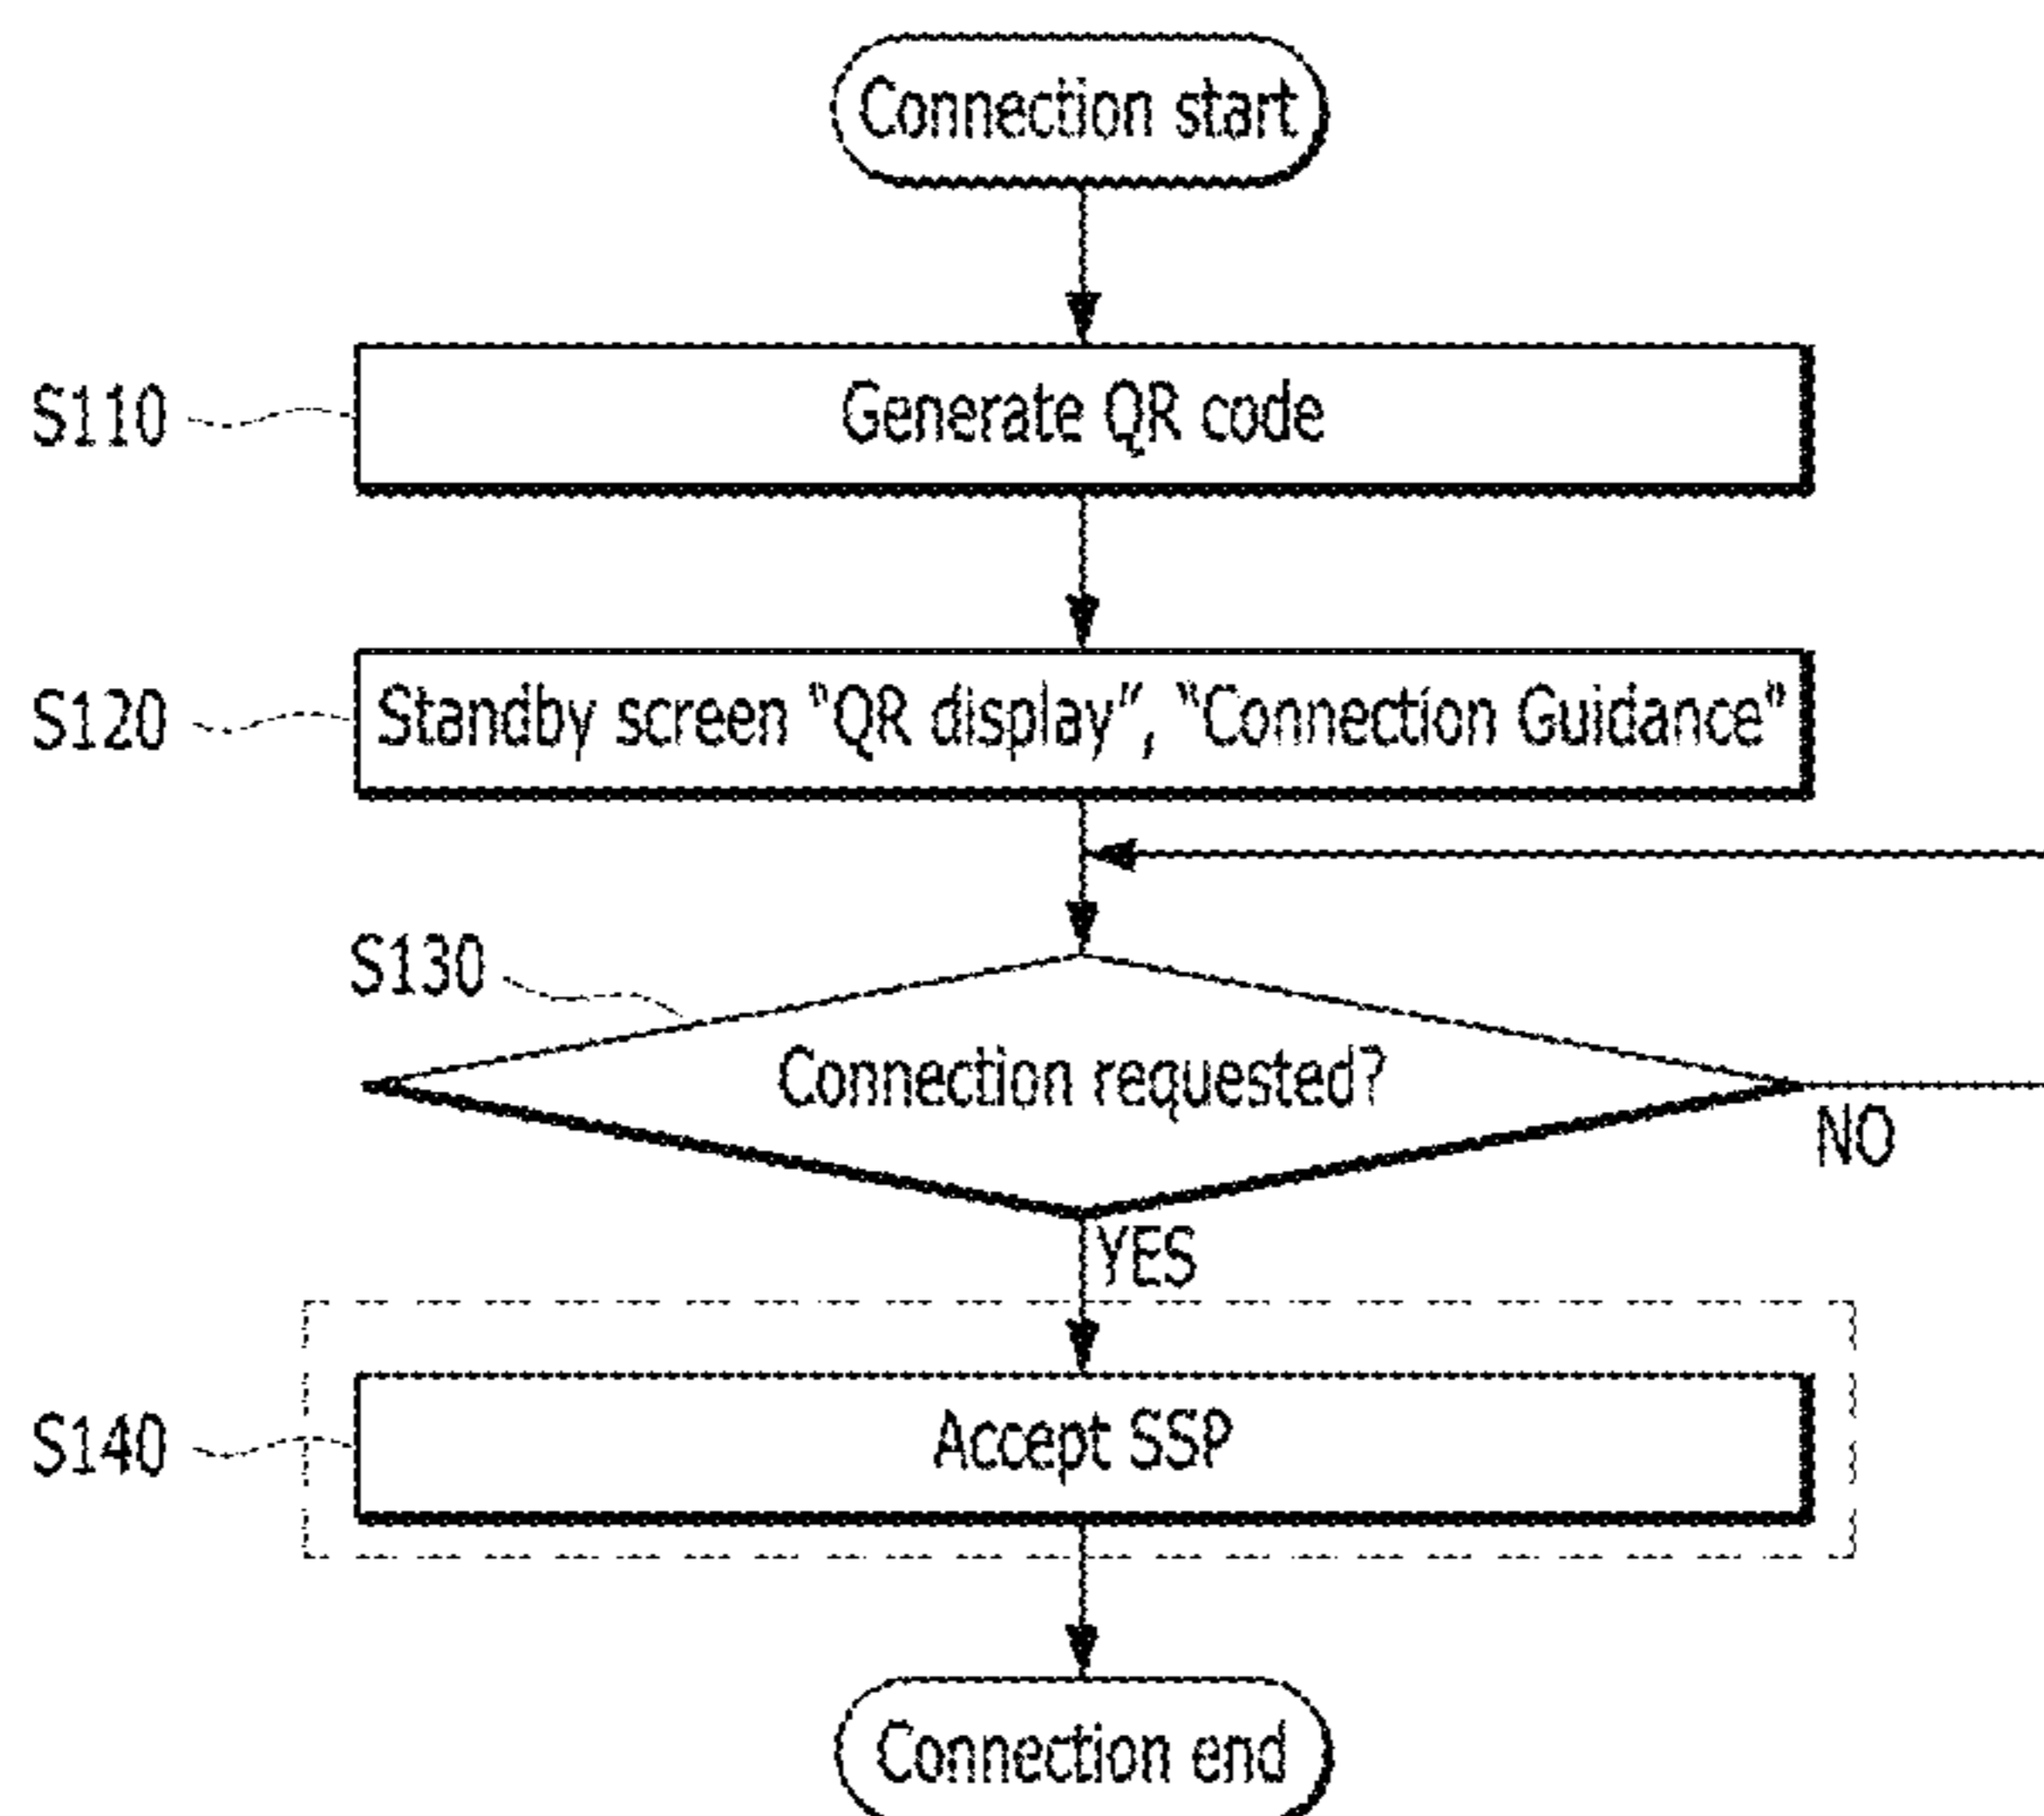 Connection start
S110
Generate QR code
S120
Standby screen "QR display", "Connection Guidance"
S130
Connection requested?
NO
YES
S140
Accept SSP
Connection end